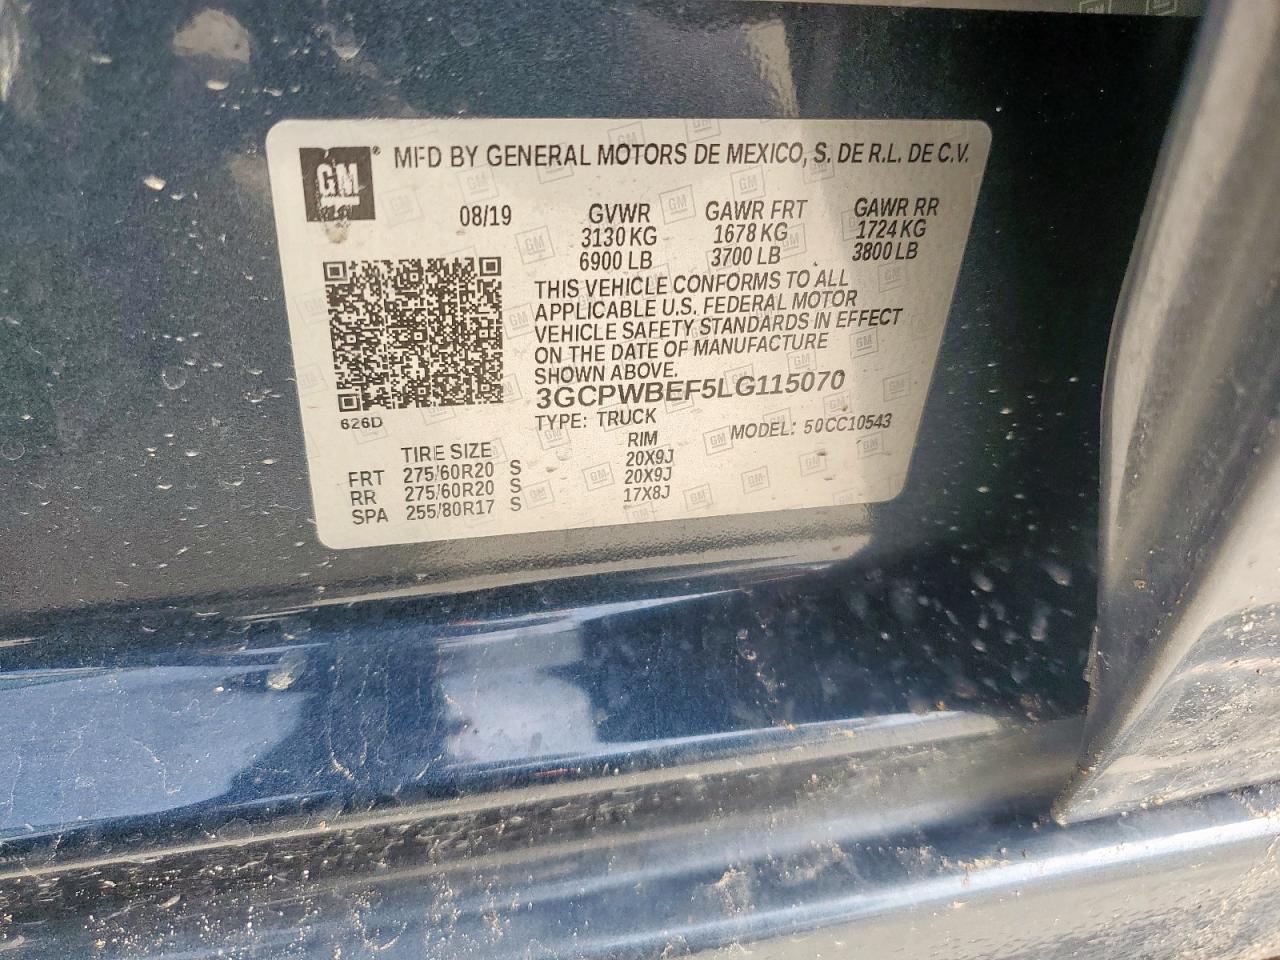 GM ® MFD BY GENERAL MOTORS DE MEXICO, S. DE R.L. DE C.V.
08/19 GVWR GAWR FRT GAWR RR
3130 KG 1678 KG 1724 KG
6900 LB 3700 LB 3800 LB
THIS VEHICLE CONFORMS TO ALL
APPLICABLE U.S. FEDERAL MOTOR
VEHICLE SAFETY STANDARDS IN EFFECT
ON THE DATE OF MANUFACTURE
SHOWN ABOVE.
3GCPWBEF5LG115070
626D
TYPE: TRUCK MODEL: 50CC10543
TIRE SIZE RIM
FRT 275/60R20 S 20X9J
RR 275/60R20 S 20X9J
SPA 255/80R17 S 17X8J